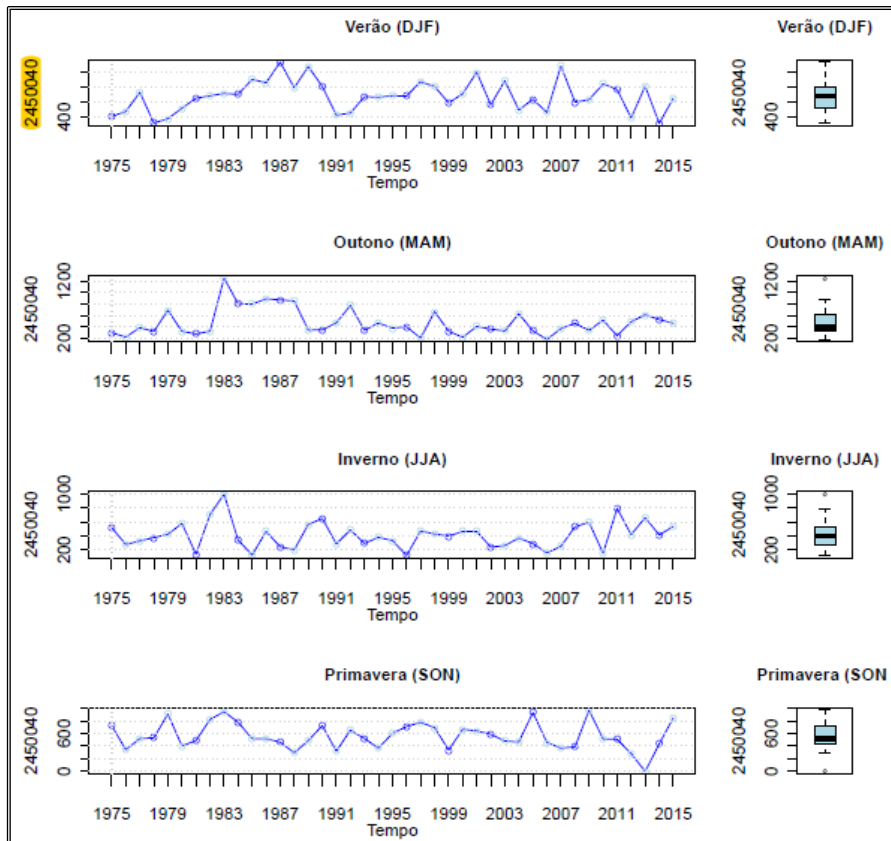 Verão (DJF)
Verão (DJF)
2450040
400
1975 1979 1983 1987 1991 1995 1999 2003 2007 2011 2015
Tempo
2450040
400
Outono (MAM)
Outono (MAM)
2450040
200 1200
1975 1979 1983 1987 1991 1995 1999 2003 2007 2011 2015
Tempo
2450040
200 1200
Inverno (JJA)
Inverno (JJA)
2450040
200 1000
1975 1979 1983 1987 1991 1995 1999 2003 2007 2011 2015
Tempo
2450040
200 1000
Primavera (SON)
Primavera (SON
2450040
0 600
1975 1979 1983 1987 1991 1995 1999 2003 2007 2011 2015
Tempo
2450040
0 600